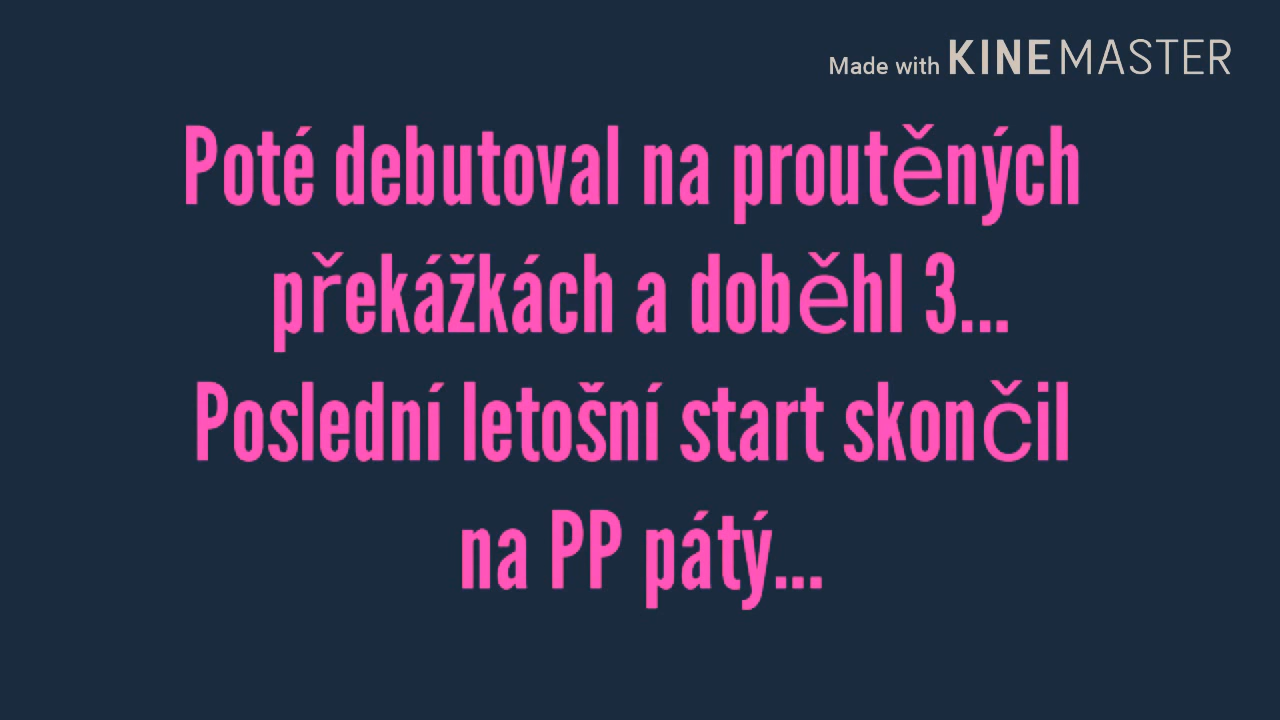 Made with KINEMASTER
Poté debutoval na proutěných
překážkách a doběhl 3...
Poslední letošní start skončil
na PP pátý...